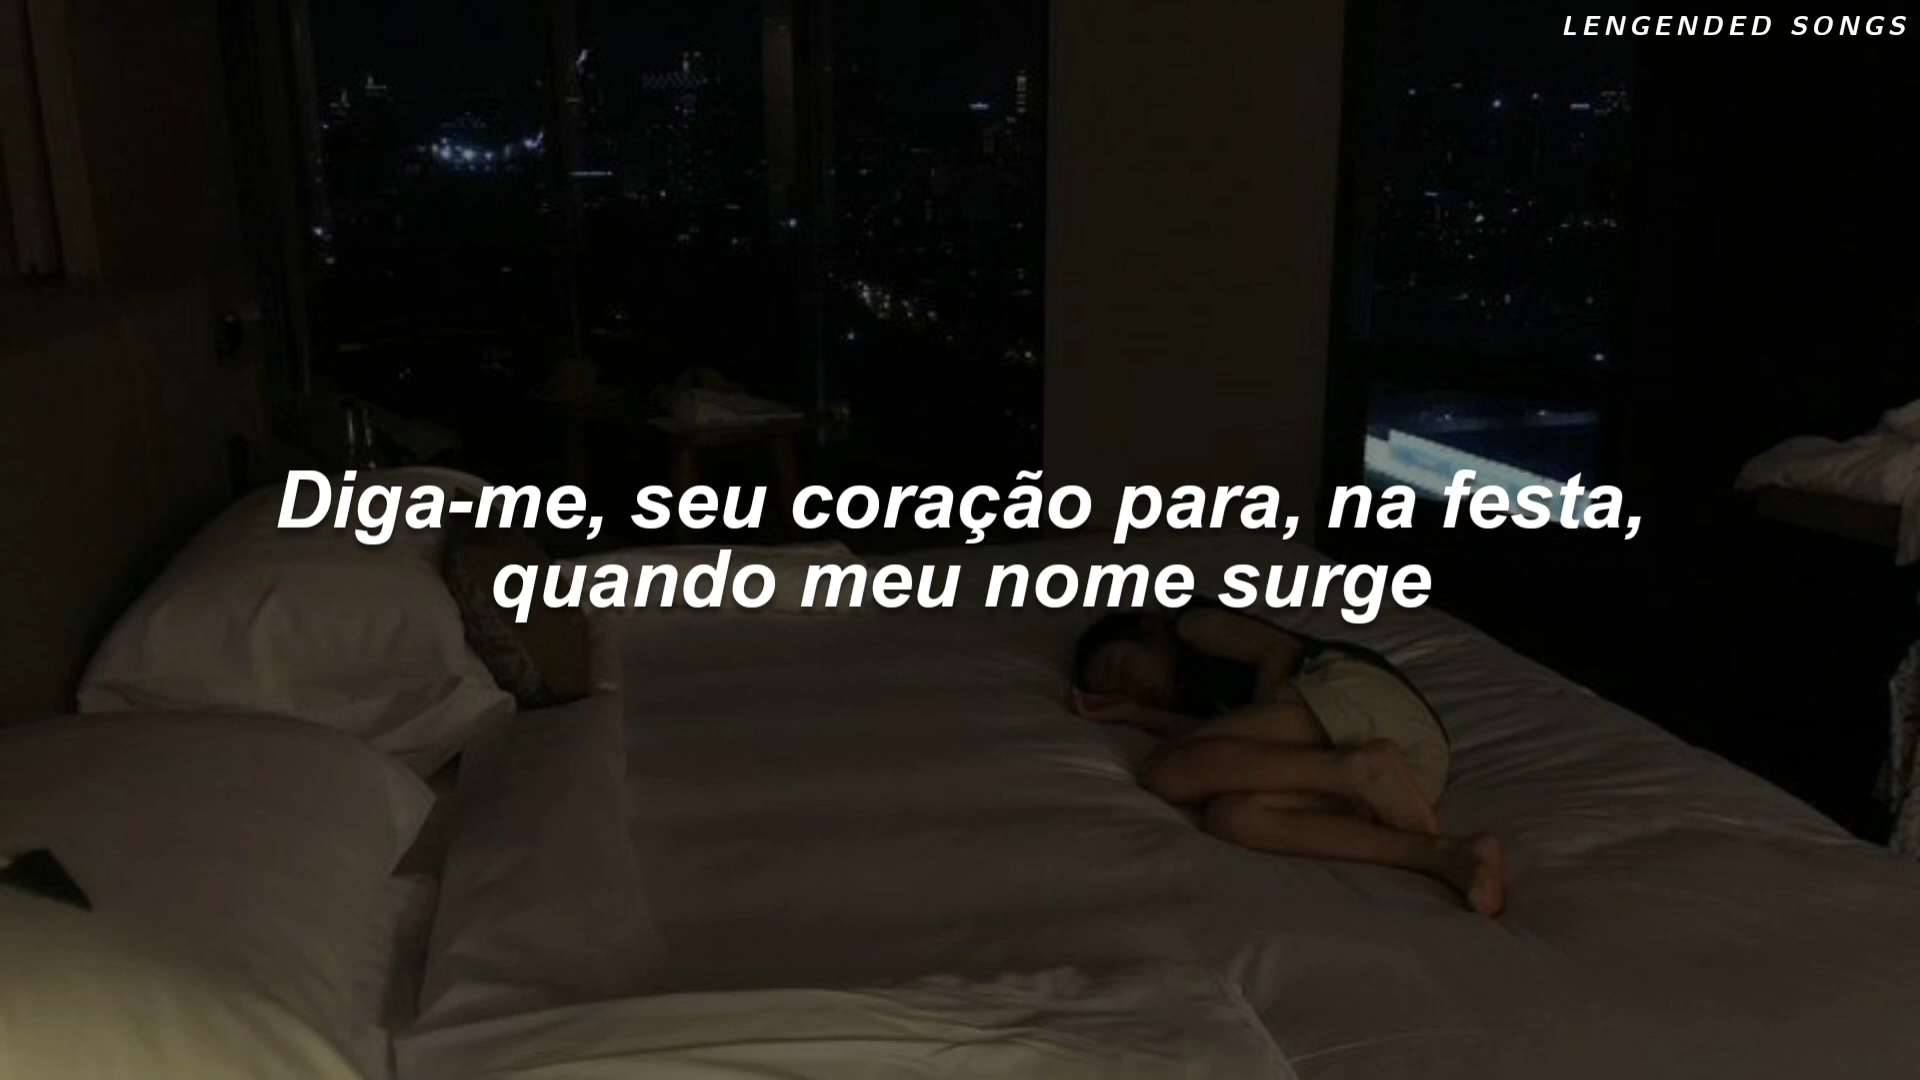 LENGENDED SONGS
Diga-me, seu coração para, na festa,
quando meu nome surge